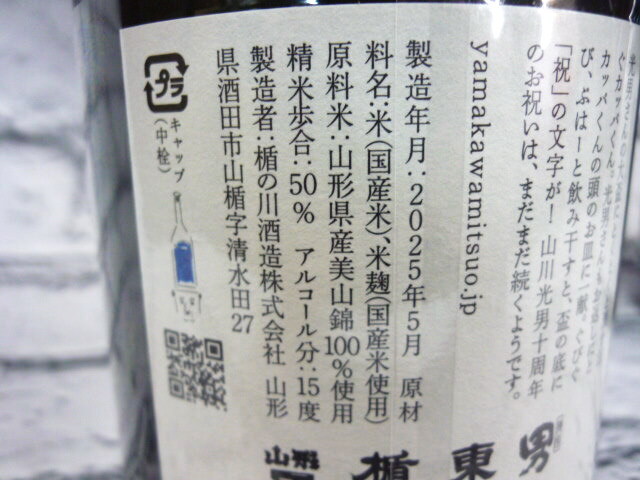 カッパくんの頭のお皿に一献。ぐびぐ
び、ぷはーと飲み干すと、盃の底に
「祝」の文字が！山川光男十周年
のお祝いは、まだまだ続くようです。
yamakawamitsuo.jp
製造年月：2025年5月 原材
料名：米(国産米)、米麹(国産米使用)
原料米：山形県産美山錦100%使用
精米歩合：50% アルコール分：15度
製造者：楯の川酒造株式会社 山形
県酒田市山楯字清水田27
プラ
キャップ
(中栓)
男
東
楯
山形